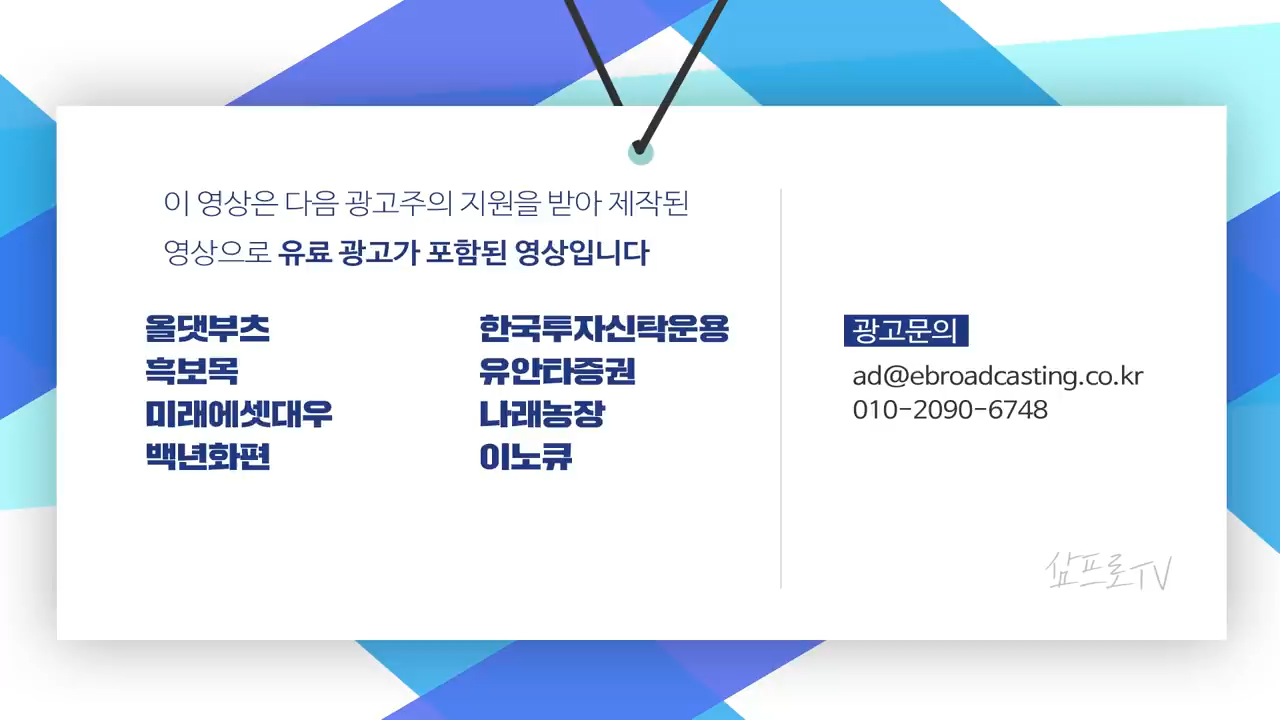 이 영상은 다음 광고주의 지원을 받아 제작된
영상으로 유료 광고가 포함된 영상입니다
올댓부츠
흑보목
미래에셋대우
백년화편
한국투자신탁운용
유안타증권
나래농장
이노큐
광고문의
ad@ebroadcasting.co.kr
010-2090-6748
삼프로TV